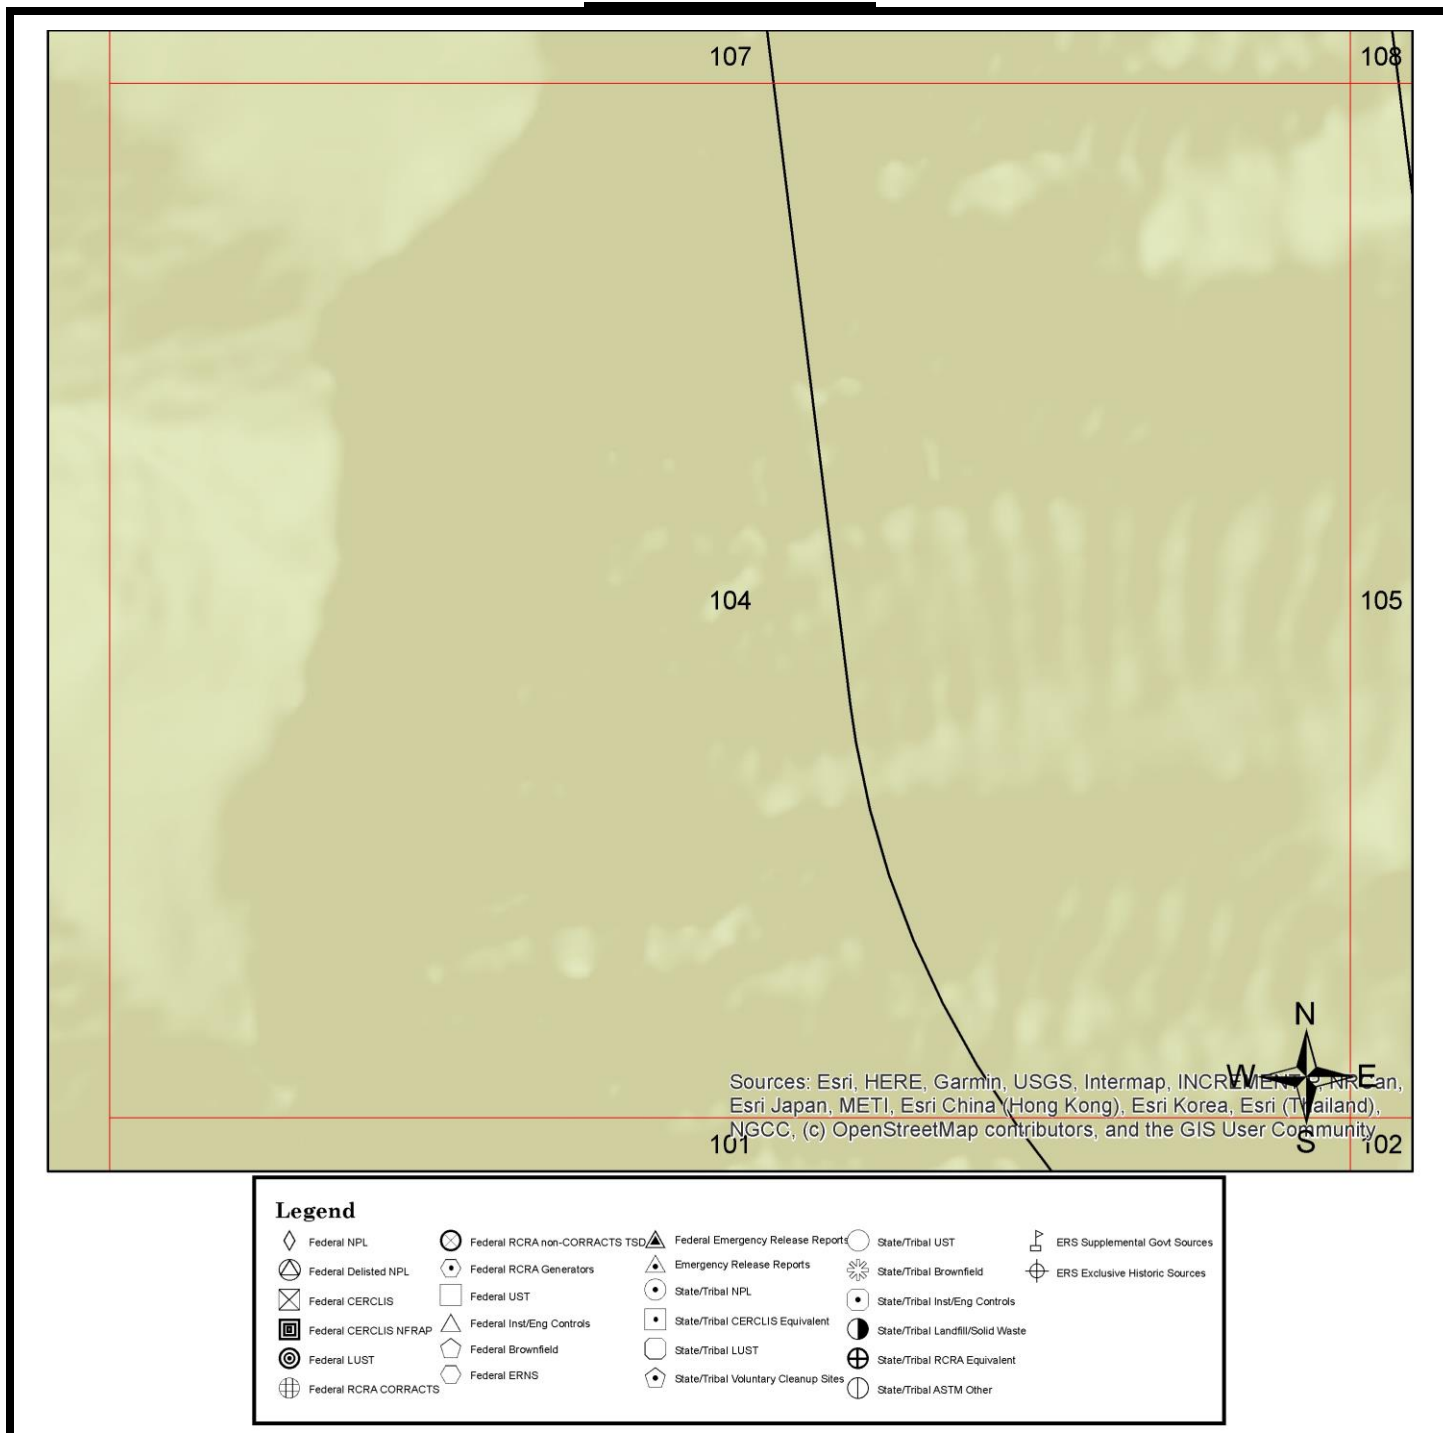 107
108
104
105
N
W
E
Sources: Esri, HERE, Garmin, USGS, Intermap, INCREMENT P, NRCan,
Esri Japan, METI, Esri China (Hong Kong), Esri Korea, Esri (Thailand),
NGCC, (c) OpenStreetMap contributors, and the GIS User Community
101
S
102
Legend
Federal NPL
Federal Delisted NPL
Federal CERCLIS
Federal CERCLIS NFRAP
Federal LUST
Federal RCRA CORRACTS
Federal RCRA non-CORRACTS TSD
Federal RCRA Generators
Federal UST
Federal Inst/Eng Controls
Federal Brownfield
Federal ERNS
Federal Emergency Release Reports
Emergency Release Reports
State/Tribal NPL
State/Tribal CERCLIS Equivalent
State/Tribal LUST
State/Tribal Voluntary Cleanup Sites
State/Tribal UST
State/Tribal Brownfield
State/Tribal Inst/Eng Controls
State/Tribal Landfill/Solid Waste
State/Tribal RCRA Equivalent
State/Tribal ASTM Other
ERS Supplemental Govt Sources
ERS Exclusive Historic Sources